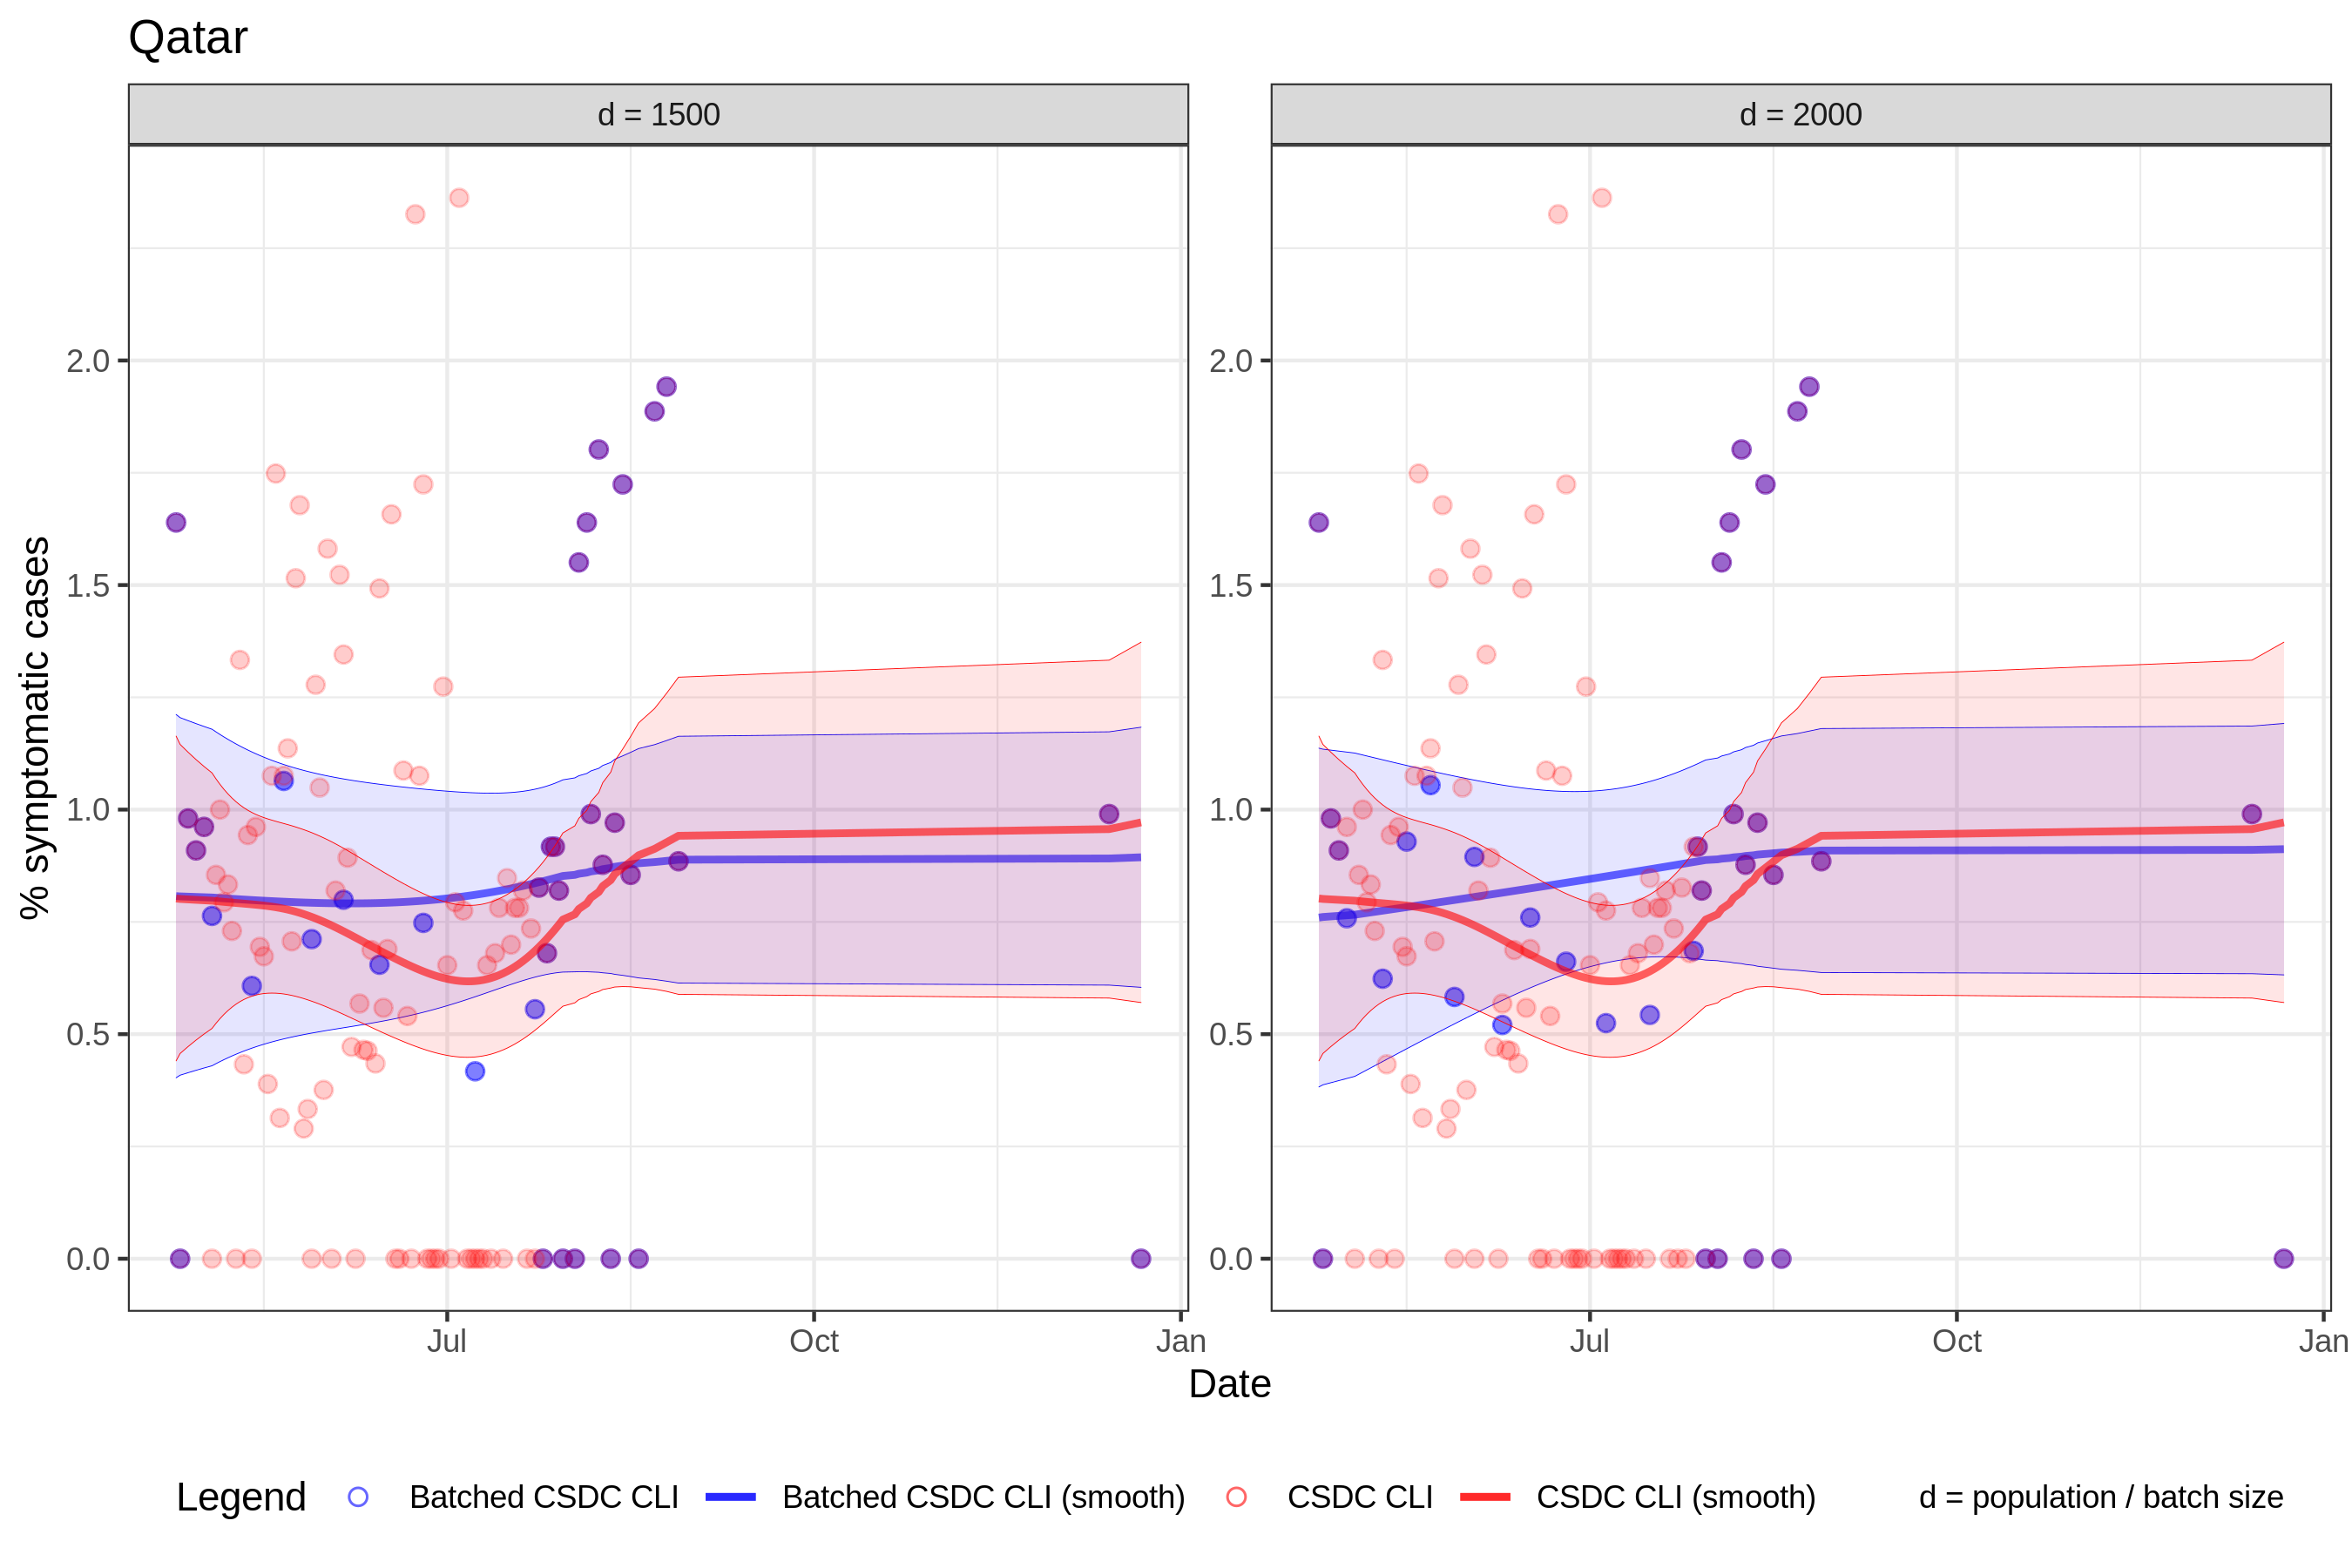 Qatar
d = 1500
d = 2000
% symptomatic cases
2.0
1.5
1.0
0.5
0.0
2.0
1.5
1.0
0.5
0.0
Jul
Oct
Jan
Jul
Oct
Jan
Date
Legend Batched CSDC CLI Batched CSDC CLI (smooth) CSDC CLI CSDC CLI (smooth) d = population / batch size